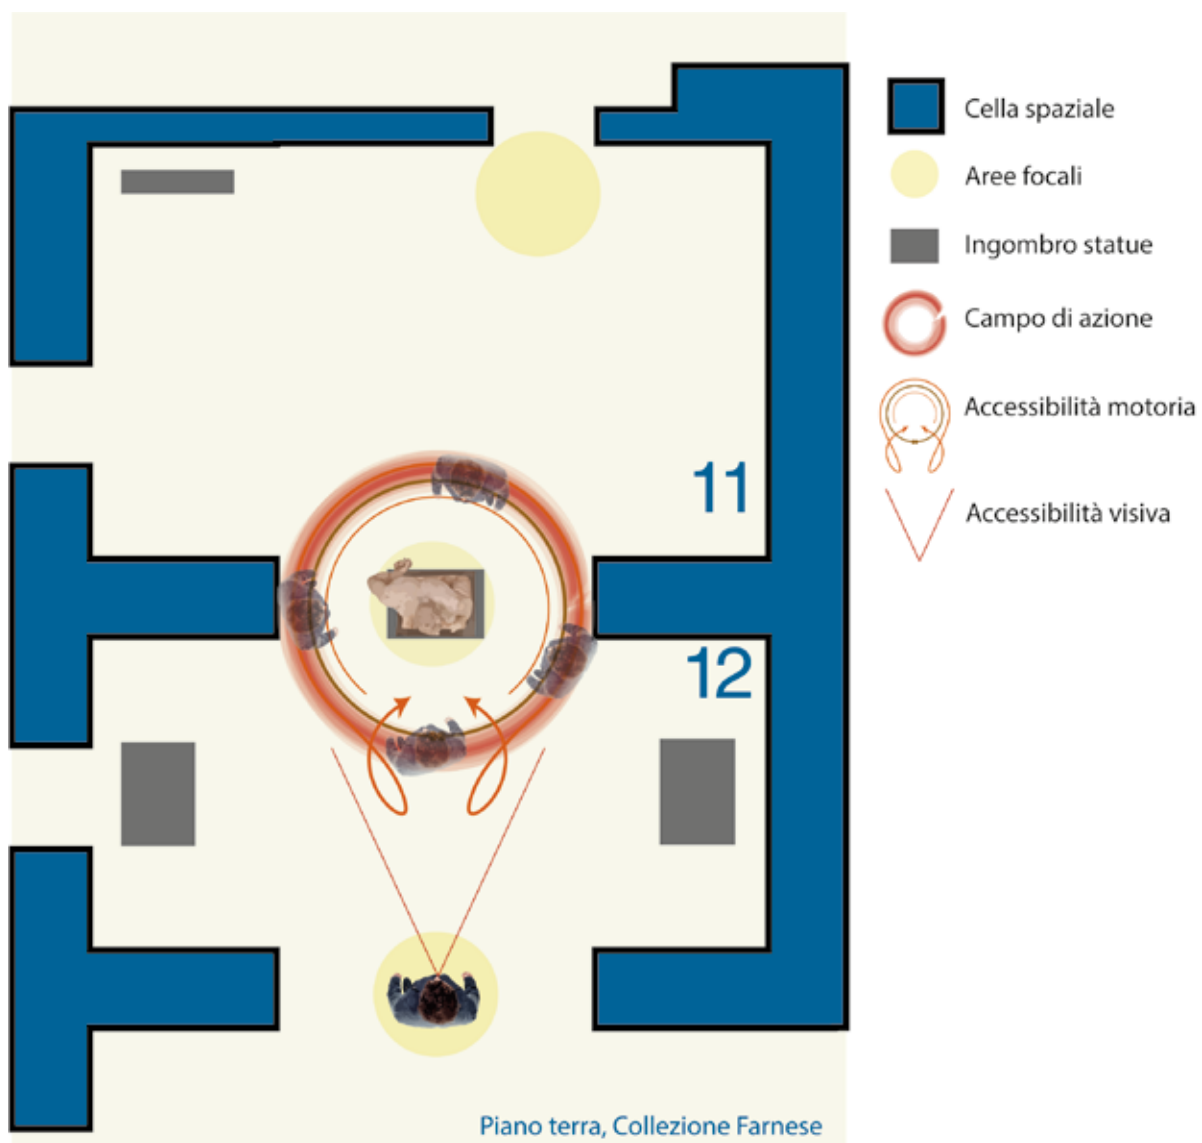 Cella spaziale
Aree focali
Ingombro statue
Campo di azione
Accessibilità motoria
Accessibilità visiva
11
12
Piano terra, Collezione Farnese